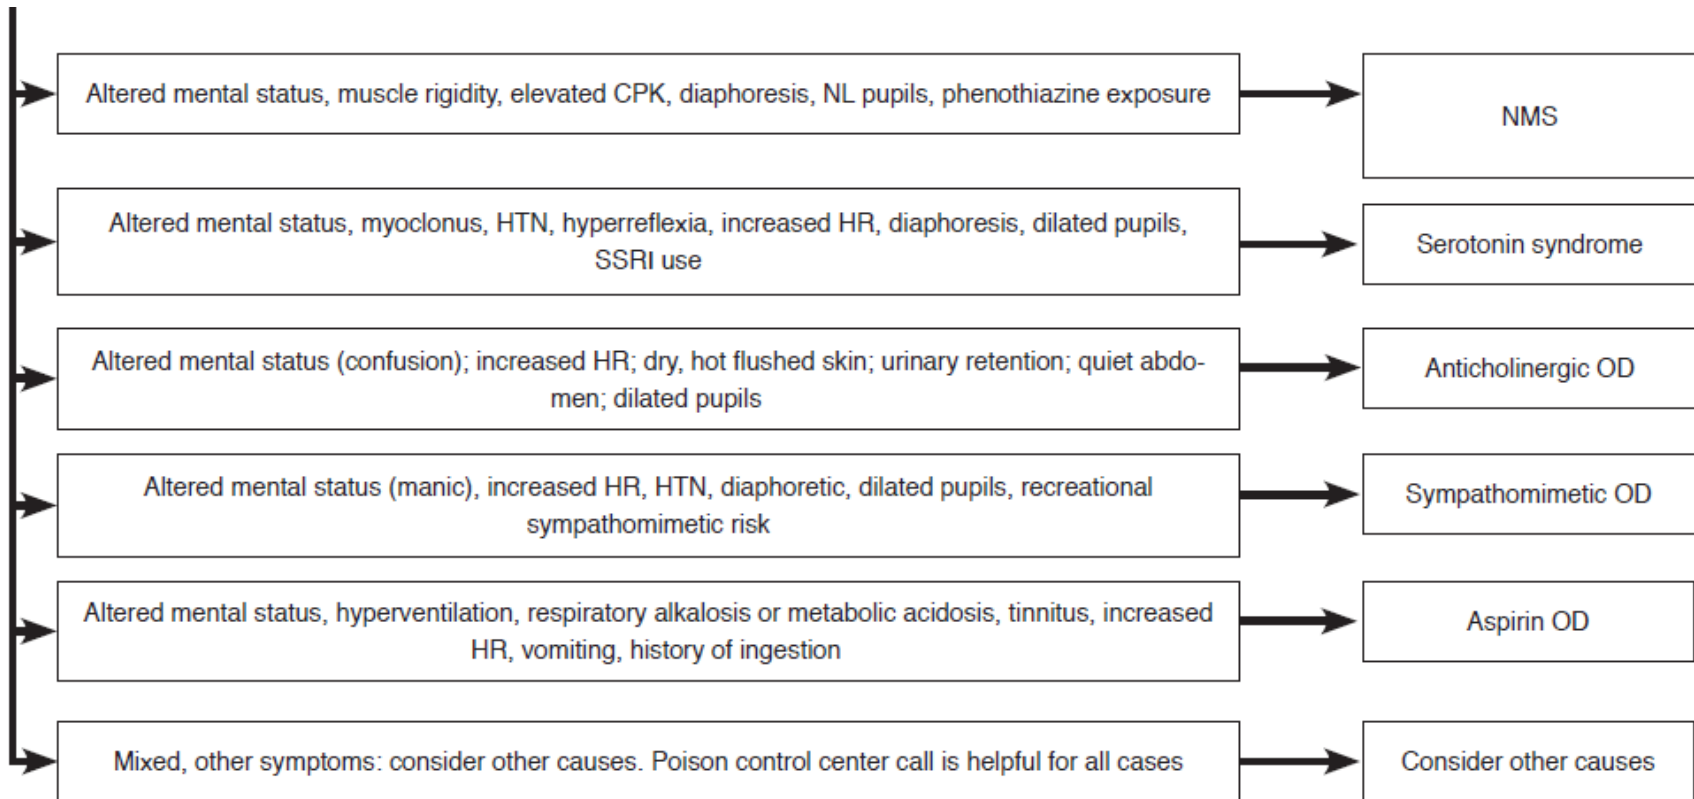 Altered mental status, muscle rigidity, elevated CPK, diaphoresis, NL pupils, phenothiazine exposure
NMS
Altered mental status, myoclonus, HTN, hyperreflexia, increased HR, diaphoresis, dilated pupils,
SSRI use
Serotonin syndrome
Altered mental status (confusion); increased HR; dry, hot flushed skin; urinary retention; quiet abdo-
men; dilated pupils
Anticholinergic OD
Altered mental status (manic), increased HR, HTN, diaphoretic, dilated pupils, recreational
sympathomimetic risk
Sympathomimetic OD
Altered mental status, hyperventilation, respiratory alkalosis or metabolic acidosis, tinnitus, increased
HR, vomiting, history of ingestion
Aspirin OD
Mixed, other symptoms: consider other causes. Poison control center call is helpful for all cases
Consider other causes